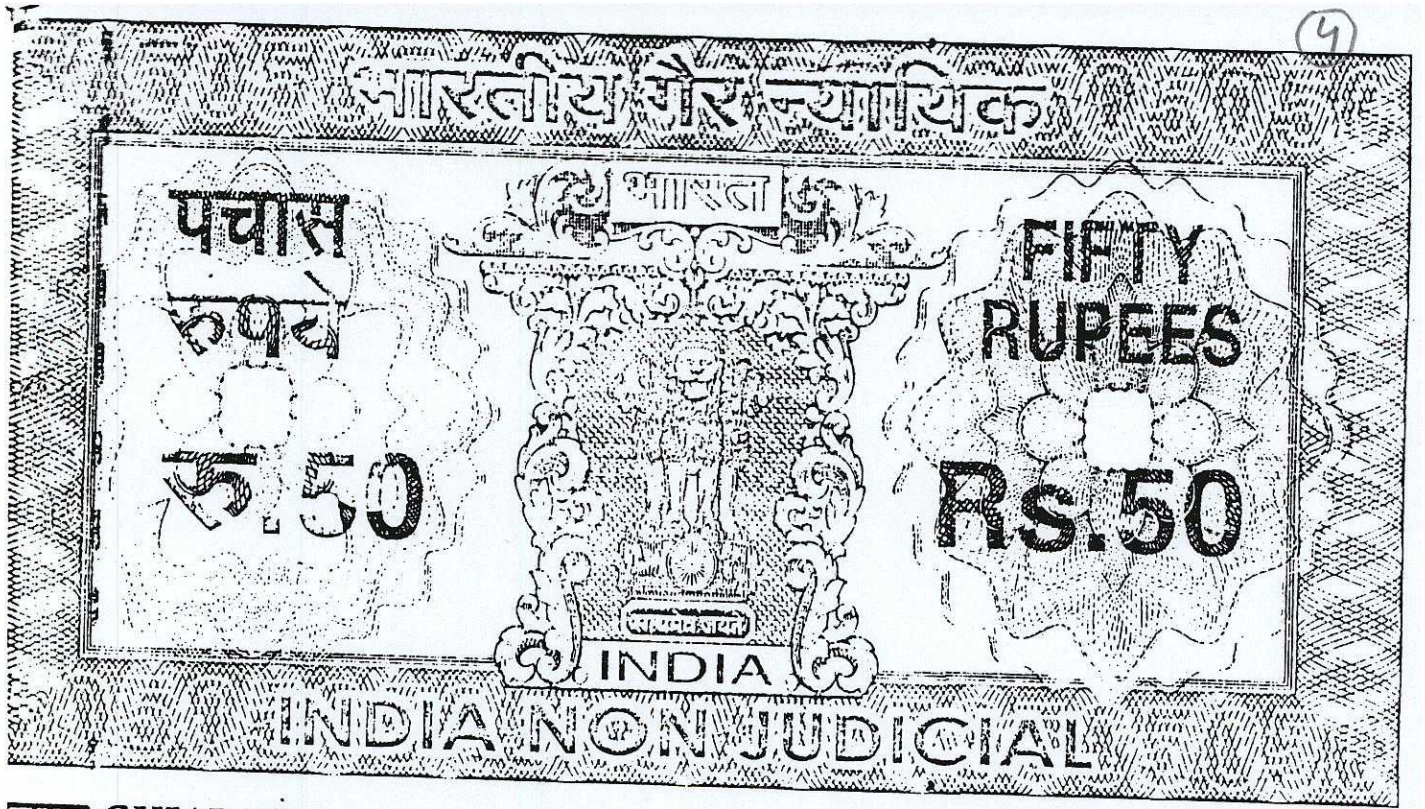 4
भारतीय गैर न्यायिक
भारत
पचास
रुपये
रु.50
FIFTY
RUPEES
Rs.50
सत्यमेव जयते
INDIA
INDIA NON JUDICIAL